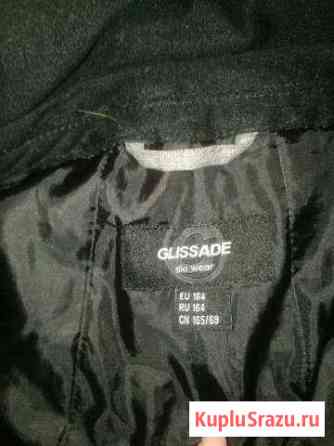 GLISSADE
ski wear
EU 164
RU 164
CN 165/69
KupluSrazu.ru